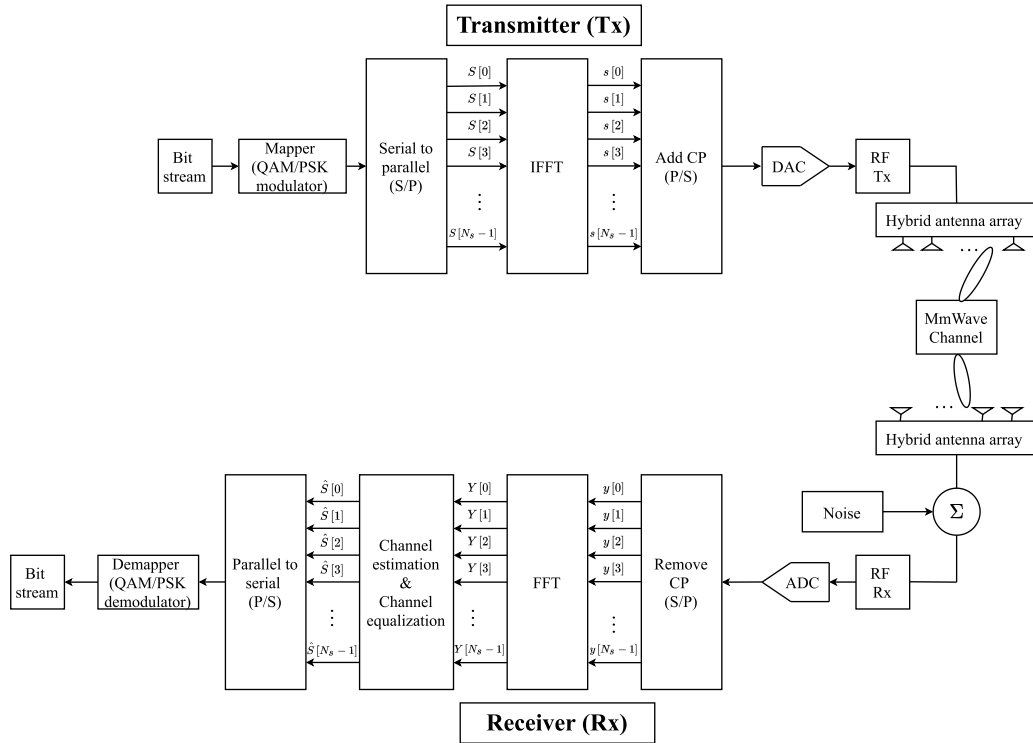 Transmitter (Tx)
Bit
stream
Mapper
(QAM/PSK
modulator)
Serial to
parallel
(S/P)
S[0]
S[1]
S[2]
S[3]
⋮
S[N_s − 1]
IFFT
s[0]
s[1]
s[2]
s[3]
⋮
s[N_s − 1]
Add CP
(P/S)
DAC
RF
Tx
Hybrid antenna array
...
MmWave
Channel
...
Hybrid antenna array
Noise
Σ
RF
Rx
ADC
Remove
CP
(S/P)
y[0]
y[1]
y[2]
y[3]
⋮
y[N_s − 1]
FFT
Y[0]
Y[1]
Y[2]
Y[3]
⋮
Y[N_s − 1]
Channel
estimation
&
Channel
equalization
Ŝ[0]
Ŝ[1]
Ŝ[2]
Ŝ[3]
⋮
Ŝ[N_s − 1]
Parallel to
serial
(P/S)
Demapper
(QAM/PSK
demodulator)
Bit
stream
Receiver (Rx)